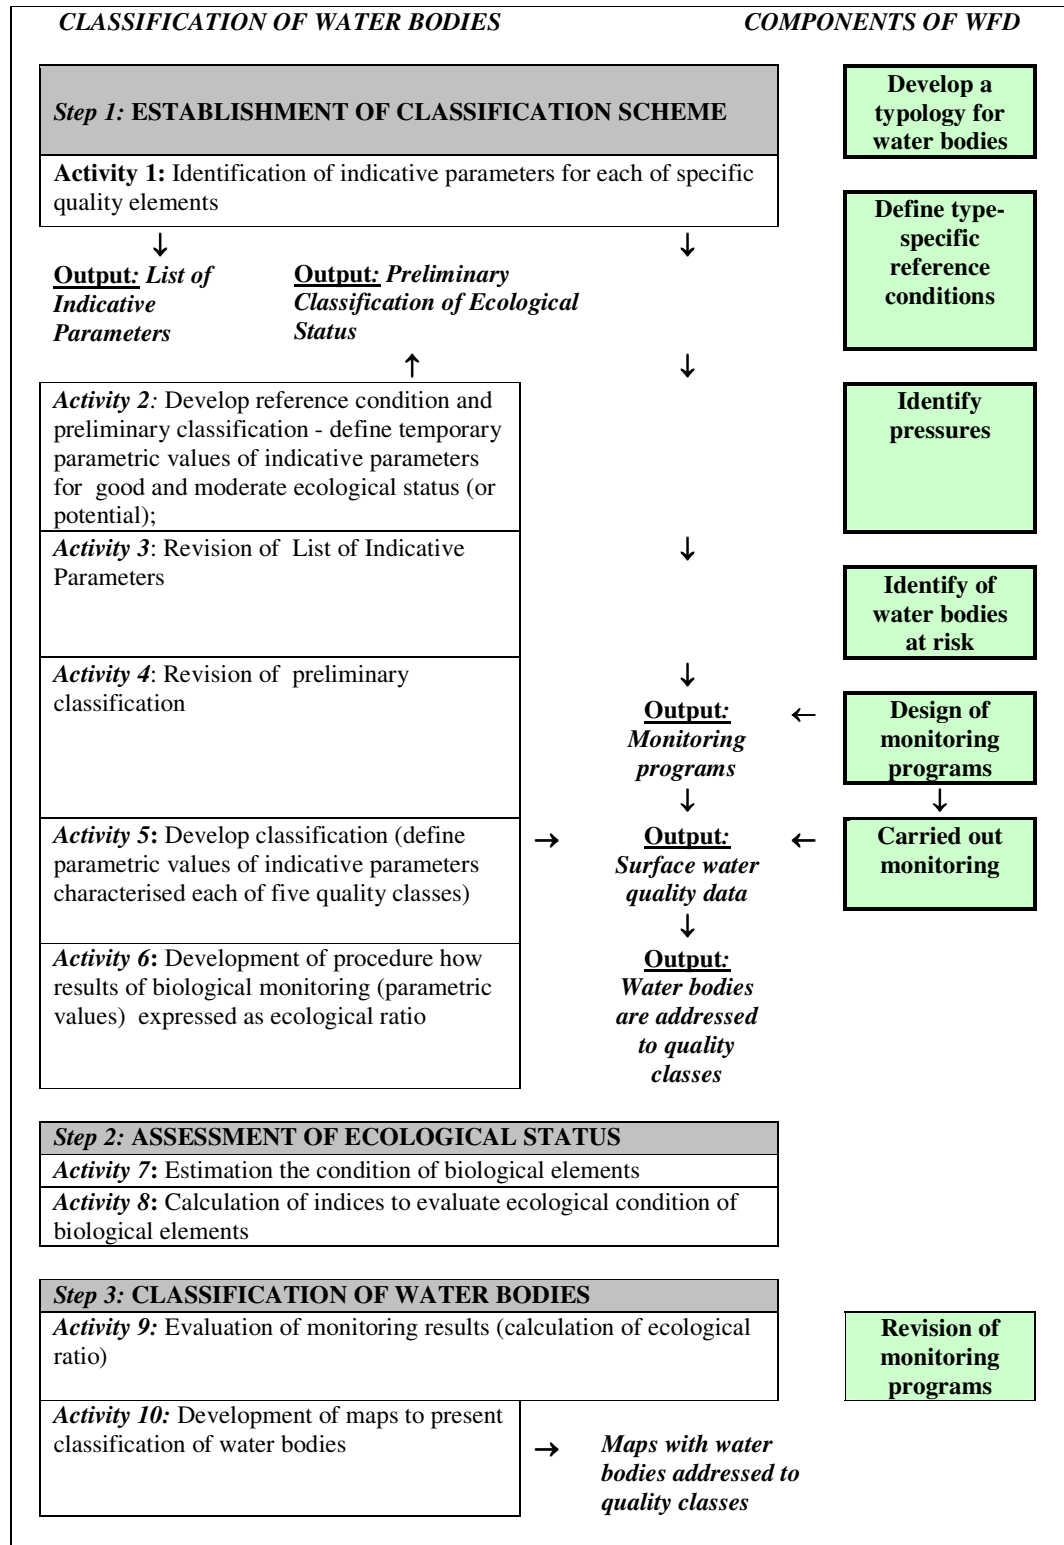 CLASSIFICATION OF WATER BODIES
COMPONENTS OF WFD
Step 1: ESTABLISHMENT OF CLASSIFICATION SCHEME
Develop a
typology for
water bodies
Activity 1: Identification of indicative parameters for each of specific
quality elements
Define type-
specific
reference
conditions
↓
↓
Output: List of
Indicative
Parameters
Output: Preliminary
Classification of Ecological
Status
↑
↓
Activity 2: Develop reference condition and
preliminary classification - define temporary
parametric values of indicative parameters
for good and moderate ecological status (or
potential);
Identify
pressures
Activity 3: Revision of List of Indicative
Parameters
↓
Identify of
water bodies
at risk
Activity 4: Revision of preliminary
classification
↓
Output:
Monitoring
programs
←
Design of
monitoring
programs
↓
↓
Activity 5: Develop classification (define
parametric values of indicative parameters
characterised each of five quality classes)
→
Output:
Surface water
quality data
←
Carried out
monitoring
↓
Activity 6: Development of procedure how
results of biological monitoring (parametric
values) expressed as ecological ratio
Output:
Water bodies
are addressed
to quality
classes
Step 2: ASSESSMENT OF ECOLOGICAL STATUS
Activity 7: Estimation the condition of biological elements
Activity 8: Calculation of indices to evaluate ecological condition of
biological elements
Step 3: CLASSIFICATION OF WATER BODIES
Activity 9: Evaluation of monitoring results (calculation of ecological
ratio)
Revision of
monitoring
programs
Activity 10: Development of maps to present
classification of water bodies
→
Maps with water
bodies addressed to
quality classes